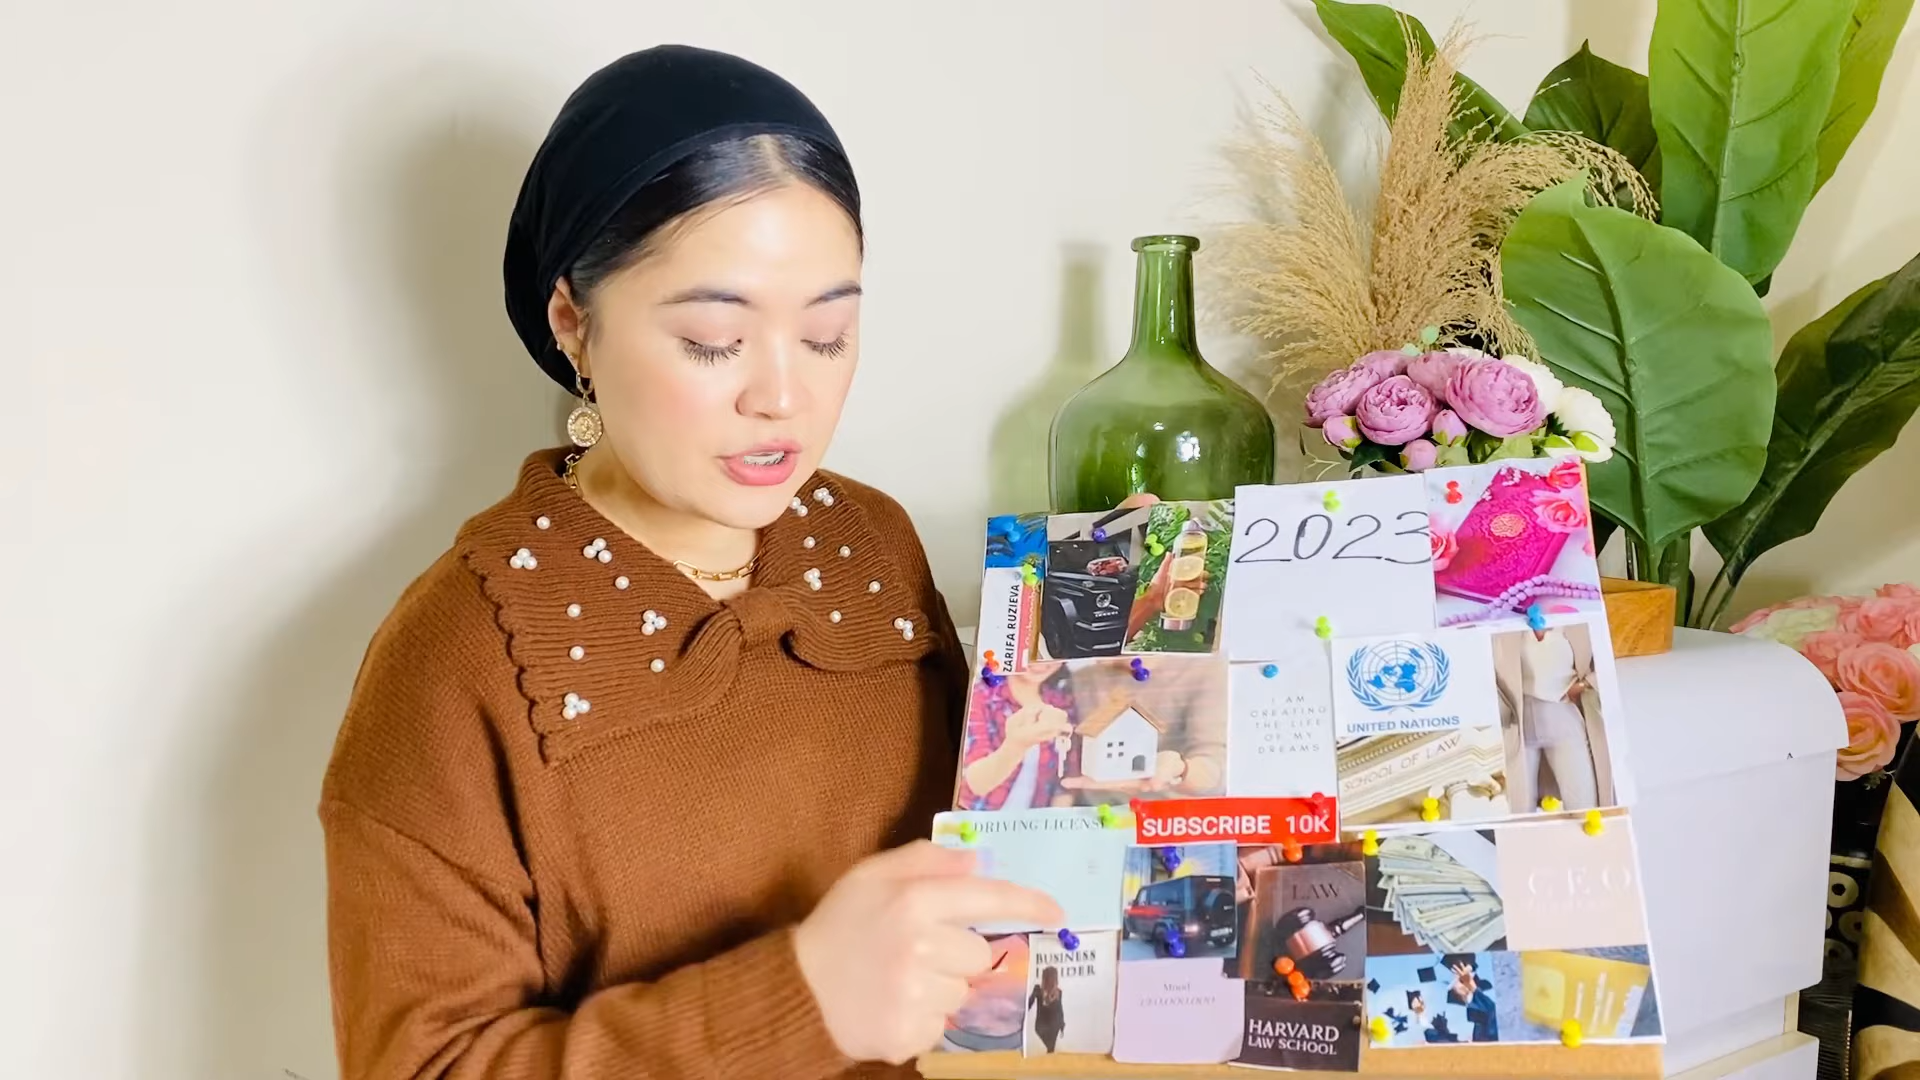 2023
ZARIFA RUZIEVA
I AM
CREATING
THE LIFE
OF MY
DREAMS
UNITED NATIONS
SCHOOL OF LAW
DRIVING LICENSE
SUBSCRIBE 10K
LAW
CEO
BUSINESS
Mood
HARVARD
LAW SCHOOL